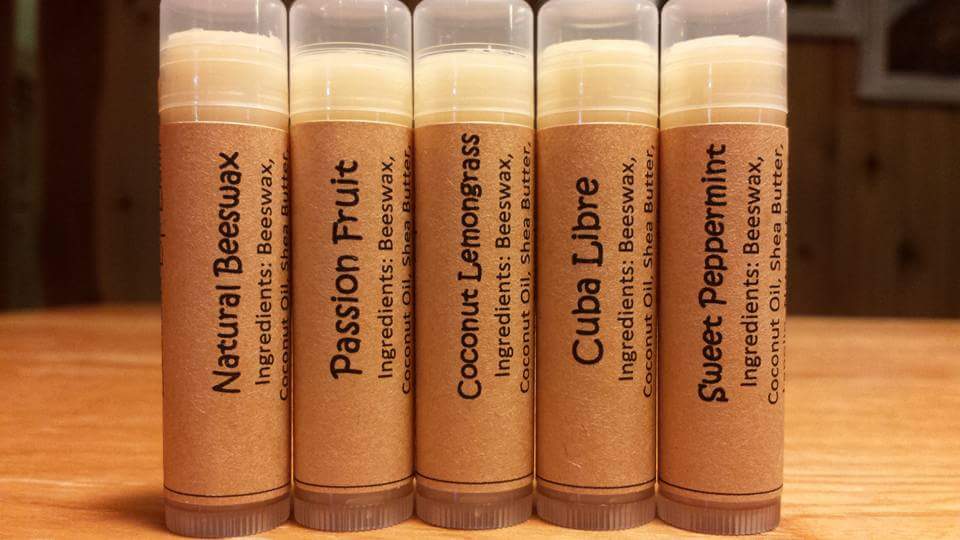 Natural Beeswax
Ingredients: Beeswax,
Coconut Oil, Shea Butter,
Passion Fruit
Ingredients: Beeswax,
Coconut Oil, Shea Butter,
Coconut Lemongrass
Ingredients: Beeswax,
Coconut Oil, Shea Butter,
Cuba Libre
Ingredients: Beeswax,
Coconut Oil, Shea Butter,
Sweet Peppermint
Ingredients: Beeswax,
Coconut Oil, Shea Butter,